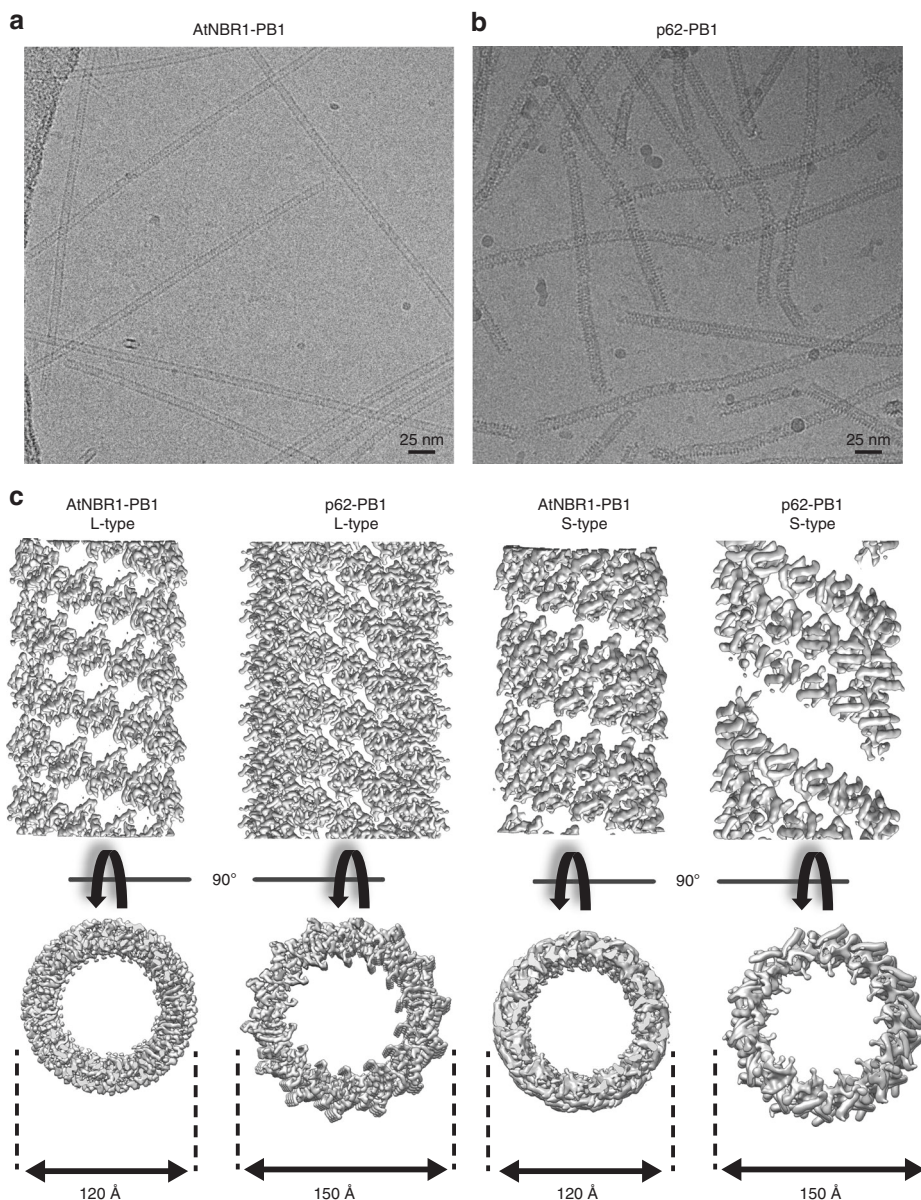 a
AtNBR1-PB1
b
p62-PB1
25 nm
25 nm
c
AtNBR1-PB1
L-type
p62-PB1
L-type
AtNBR1-PB1
S-type
p62-PB1
S-type
90°
90°
120 Å
150 Å
120 Å
150 Å